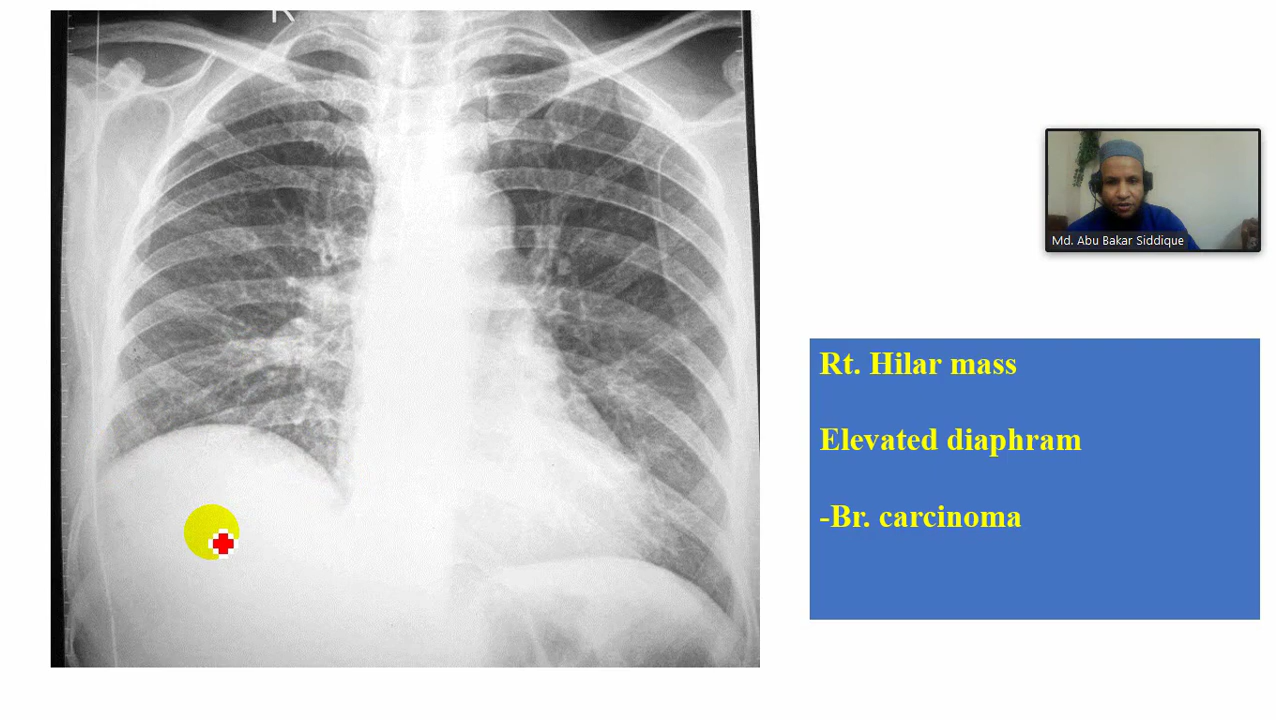 R
Md. Abu Bakar Siddique
Rt. Hilar mass
Elevated diaphram
-Br. carcinoma